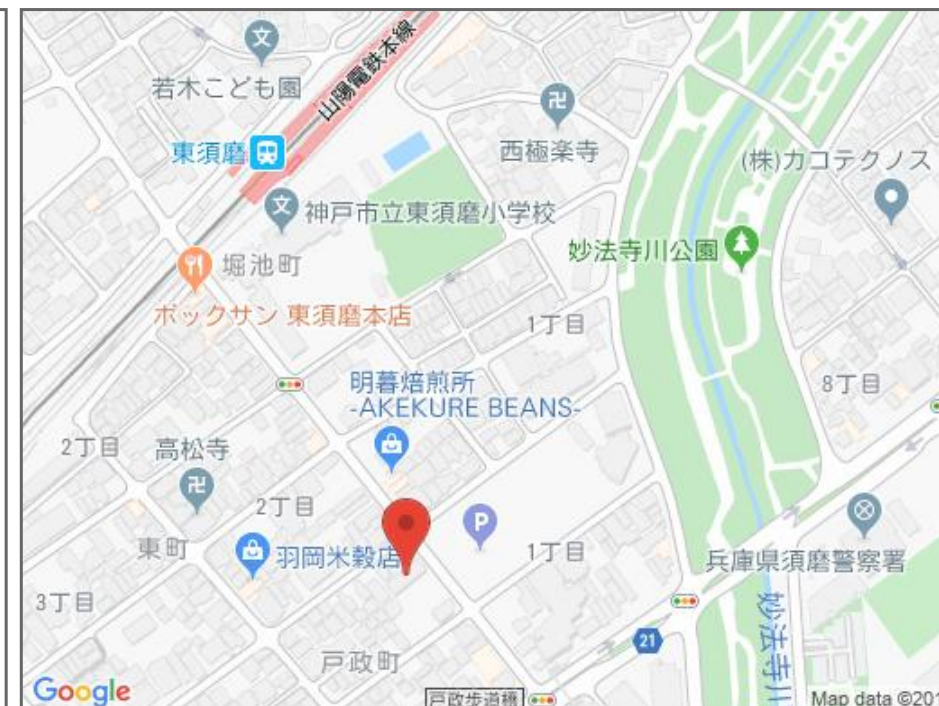 若木こども園
山陽電鉄本線
東須磨
西極楽寺
(株)カコテクノス
神戸市立東須磨小学校
妙法寺川公園
堀池町
ボックサン 東須磨本店
1丁目
明暮焙煎所
-AKEKURE BEANS-
8丁目
2丁目
高松寺
2丁目
P
東町
羽岡米穀店
1丁目
兵庫県須磨警察署
3丁目
妙法寺川
21
戸政町
Google
戸政歩道橋
Map data ©201